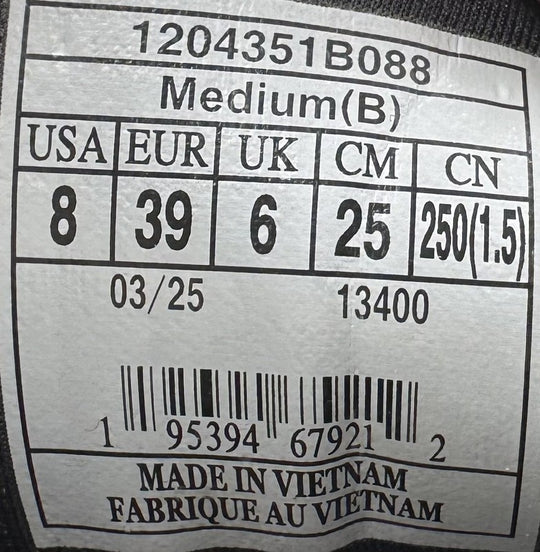 1204351B088
Medium(B)
USA EUR UK CM CN
8 39 6 25 250(1.5)
03/25 13400
1 95394 67921 2
MADE IN VIETNAM
FABRIQUE AU VIETNAM